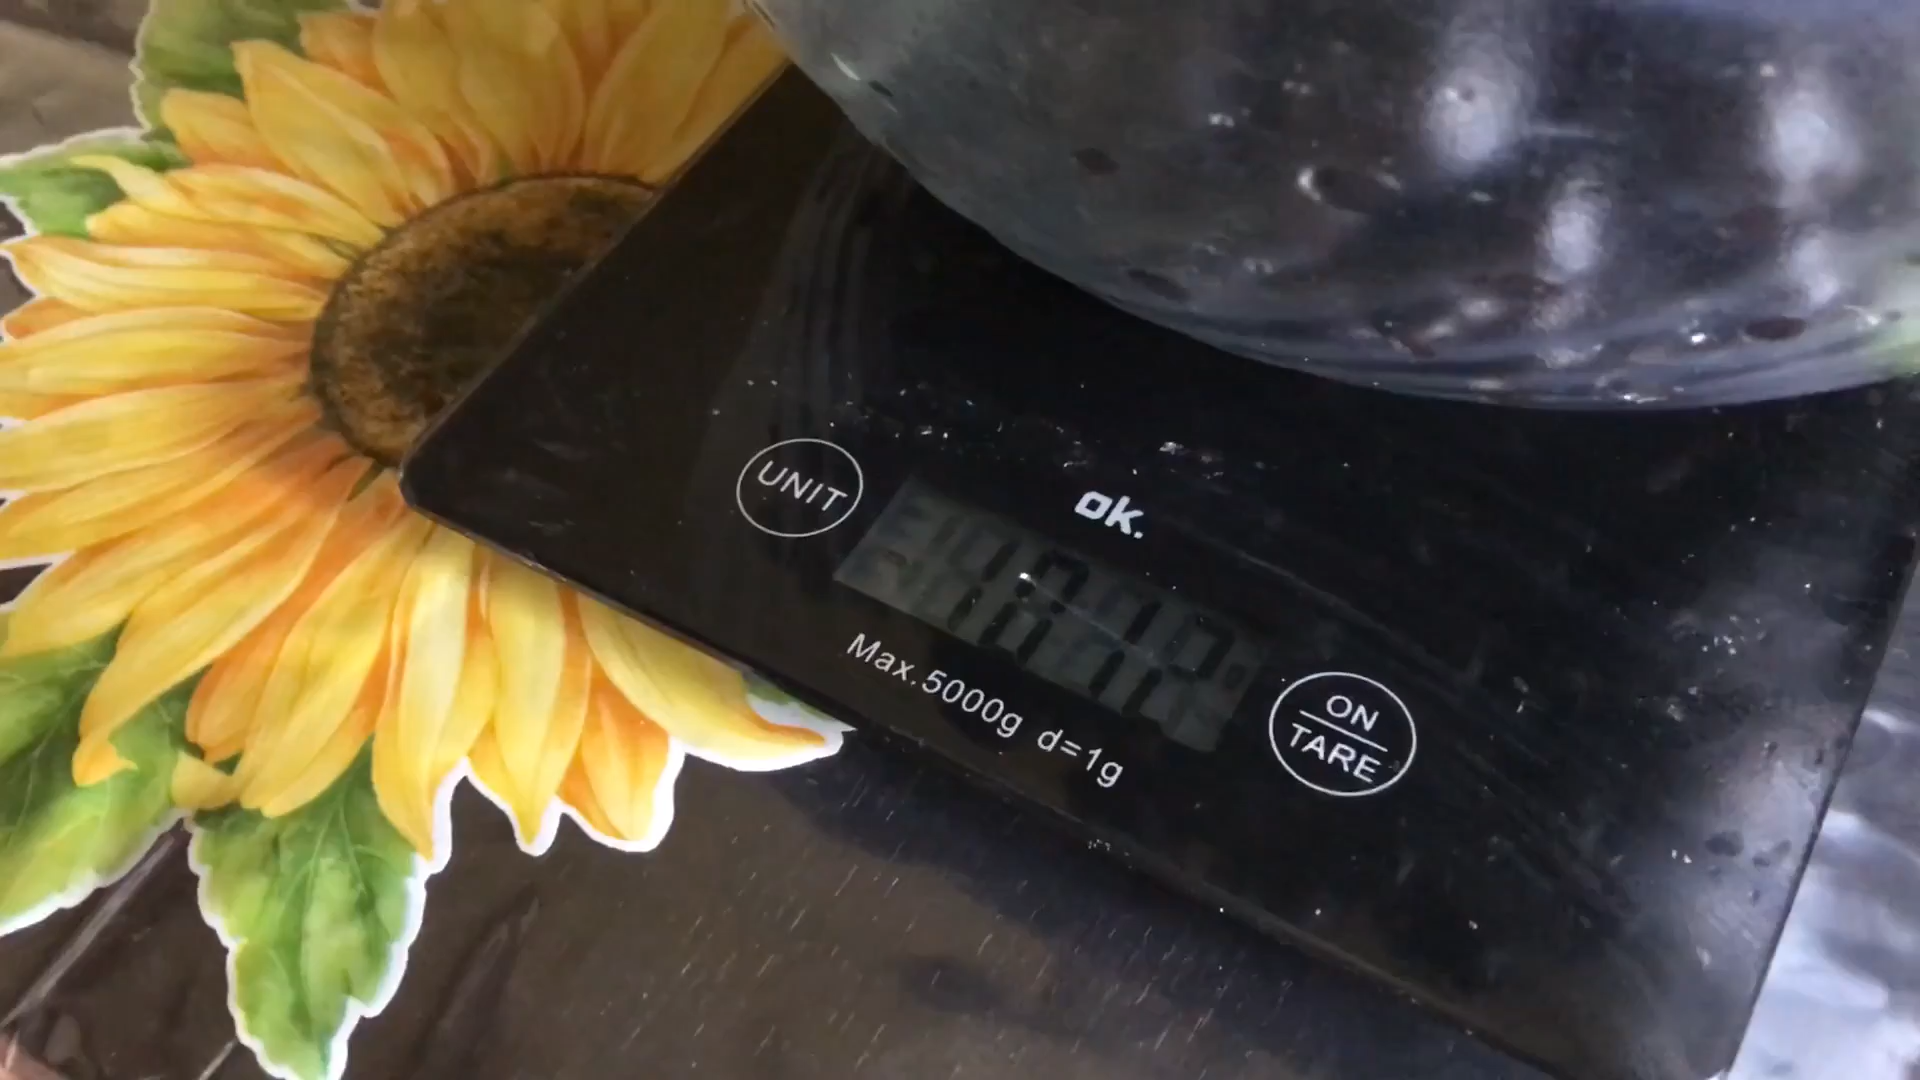 UNIT
ok.
Max.5000g d=1g
ON
TARE